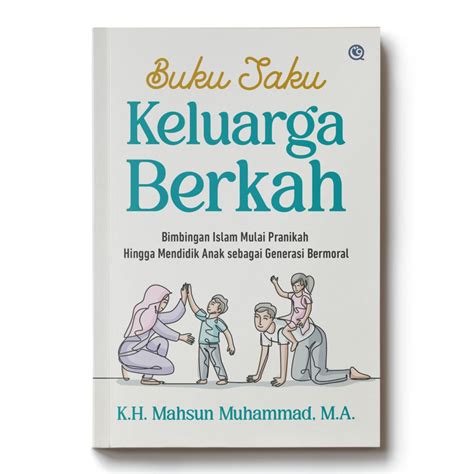 Buku Saku
Keluarga
Berkah
Bimbingan Islam Mulai Pranikah
Hingga Mendidik Anak sebagai Generasi Bermoral
K.H. Mahsun Muhammad, M.A.